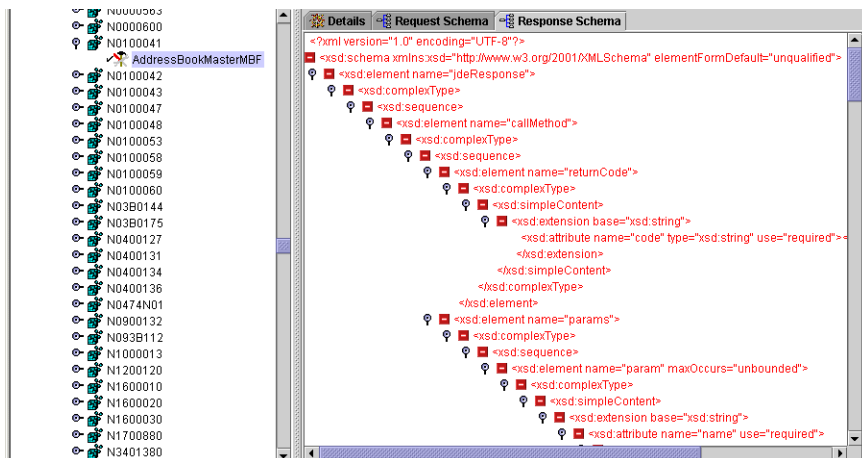 N0000563
N0000600
N0100041
AddressBookMasterMBF
N0100042
N0100043
N0100047
N0100048
N0100053
N0100058
N0100059
N0100060
N03B0144
N03B0175
N0400127
N0400131
N0400134
N0400136
N0474N01
N0900132
N093B112
N1000013
N1200120
N1600010
N1600020
N1600030
N1700880
N3401380
Details Request Schema Response Schema
<?xml version="1.0" encoding="UTF-8"?>
<xsd:schema xmlns:xsd="http://www.w3.org/2001/XMLSchema" elementFormDefault="unqualified">
<xsd:element name="jdeResponse">
<xsd:complexType>
<xsd:sequence>
<xsd:element name="callMethod">
<xsd:complexType>
<xsd:sequence>
<xsd:element name="returnCode">
<xsd:complexType>
<xsd:simpleContent>
<xsd:extension base="xsd:string">
<xsd:attribute name="code" type="xsd:string" use="required"><
</xsd:extension>
</xsd:simpleContent>
</xsd:complexType>
</xsd:element>
<xsd:element name="params">
<xsd:complexType>
<xsd:sequence>
<xsd:element name="param" maxOccurs="unbounded">
<xsd:complexType>
<xsd:simpleContent>
<xsd:extension base="xsd:string">
<xsd:attribute name="name" use="required">